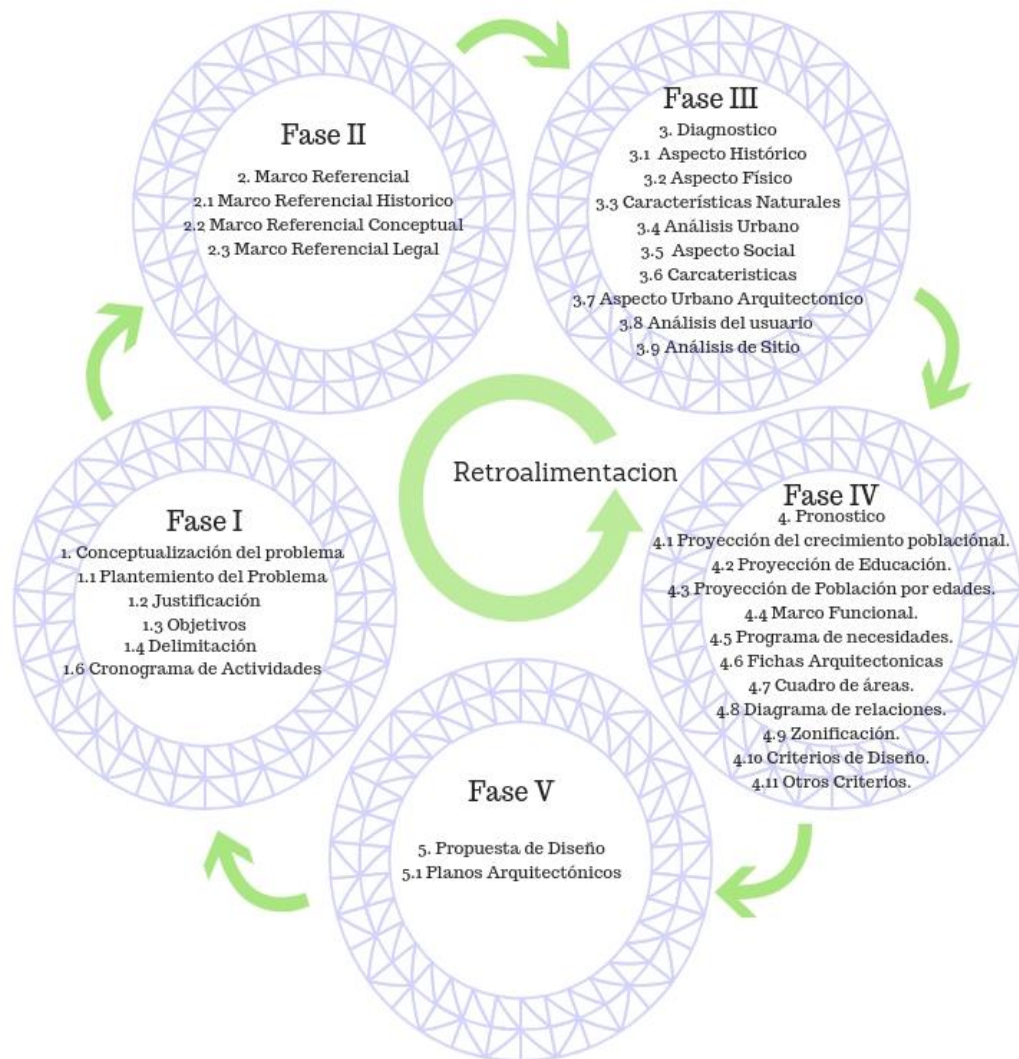 Fase I
1. Conceptualización del problema
1.1 Plantemiento del Problema
1.2 Justificación
1.3 Objetivos
1.4 Delimitación
1.6 Cronograma de Actividades
Fase II
2. Marco Referencial
2.1 Marco Referencial Historico
2.2 Marco Referencial Conceptual
2.3 Marco Referencial Legal
Fase III
3. Diagnostico
3.1 Aspecto Histórico
3.2 Aspecto Físico
3.3 Características Naturales
3.4 Análisis Urbano
3.5 Aspecto Social
3.6 Carcateristicas
3.7 Aspecto Urbano Arquitectonico
3.8 Análisis del usuario
3.9 Análisis de Sitio
Retroalimentacion
Fase IV
4. Pronostico
4.1 Proyección del crecimiento poblaciónal.
4.2 Proyección de Educación.
4.3 Proyección de Población por edades.
4.4 Marco Funcional.
4.5 Programa de necesidades.
4.6 Fichas Arquitectonicas
4.7 Cuadro de áreas.
4.8 Diagrama de relaciones.
4.9 Zonificación.
4.10 Criterios de Diseño.
4.11 Otros Criterios.
Fase V
5. Propuesta de Diseño
5.1 Planos Arquitectónicos